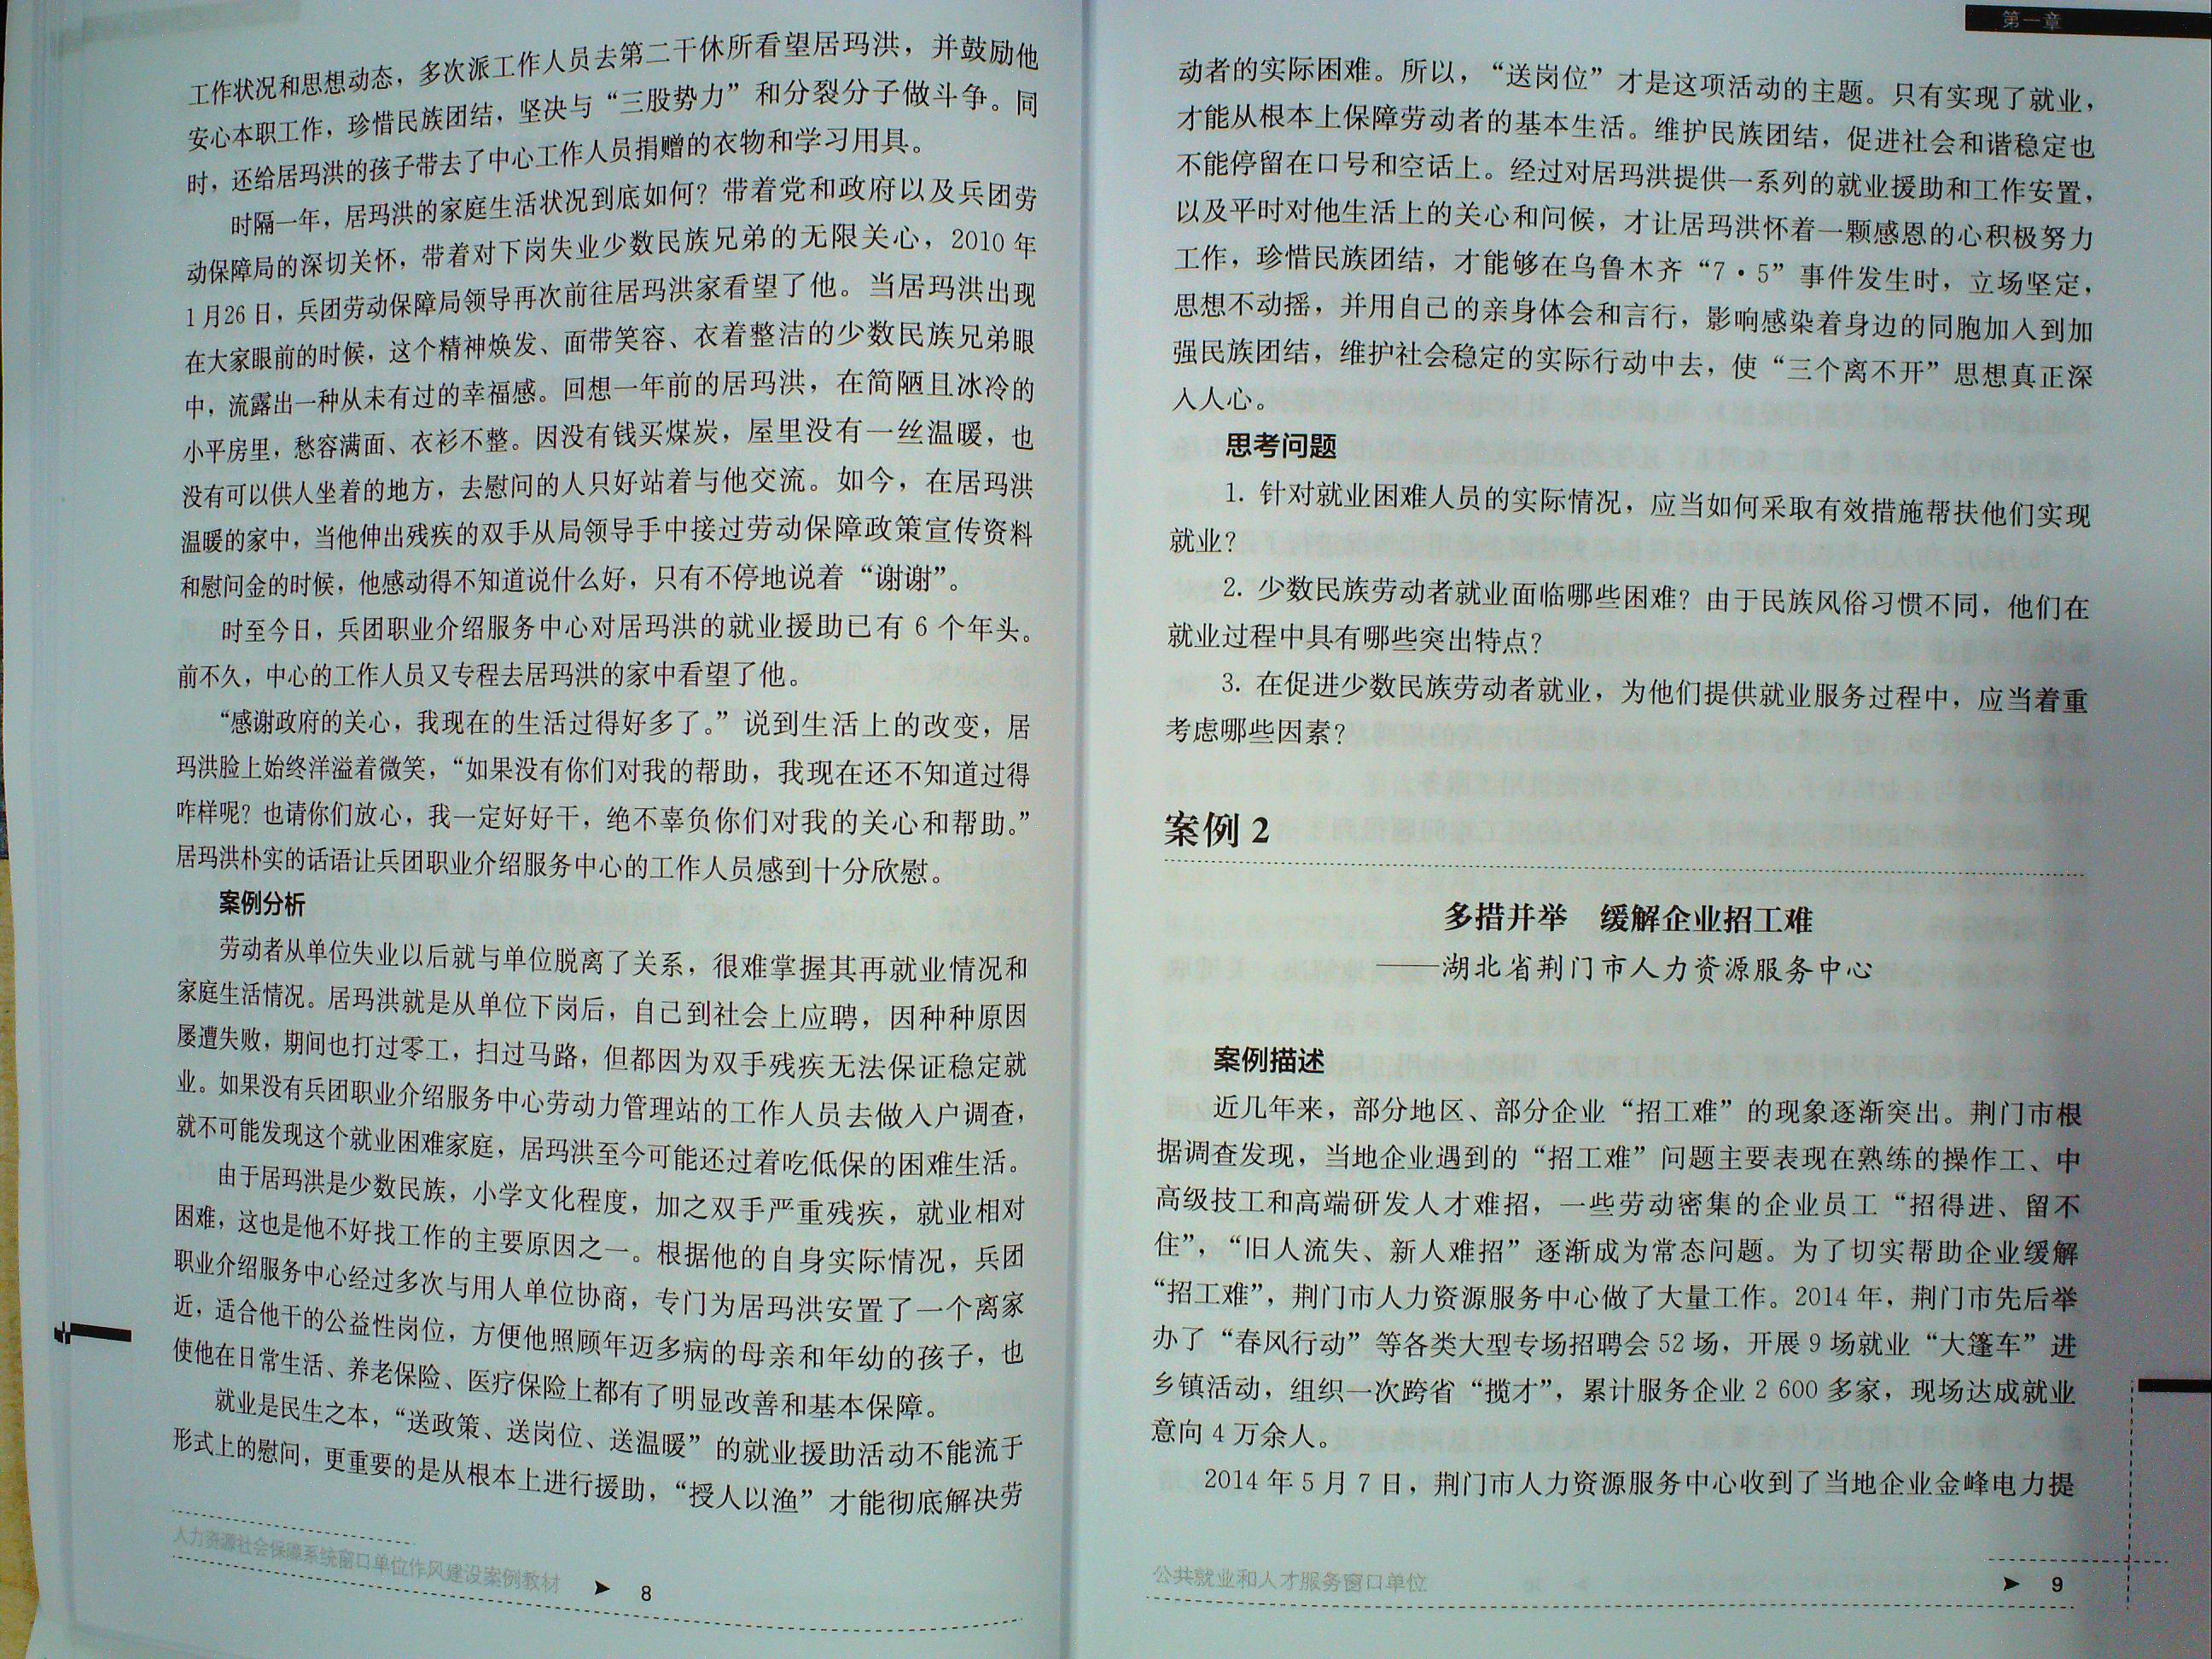 工作状况和思想动态，多次派工作人员去第二干休所看望居玛洪，并鼓励他
安心本职工作，珍惜民族团结，坚决与“三股势力”和分裂分子做斗争。同
时，还给居玛洪的孩子带去了中心工作人员捐赠的衣物和学习用具。
时隔一年，居玛洪的家庭生活状况到底如何？带着党和政府以及兵团劳
动保障局的深切关怀，带着对下岗失业少数民族兄弟的无限关心，2010 年
1月26日，兵团劳动保障局领导再次前往居玛洪家看望了他。当居玛洪出现
在大家眼前的时候，这个精神焕发、面带笑容、衣着整洁的少数民族兄弟眼
中，流露出一种从未有过的幸福感。回想一年前的居玛洪，在简陋且冰冷的
小平房里，愁容满面、衣衫不整。因没有钱买煤炭，屋里没有一丝温暖，也
没有可以供人坐着的地方，去慰问的人只好站着与他交流。如今，在居玛洪
温暖的家中，当他伸出残疾的双手从局领导手中接过劳动保障政策宣传资料
和慰问金的时候，他感动得不知道说什么好，只有不停地说着“谢谢”。
时至今日，兵团职业介绍服务中心对居玛洪的就业援助已有 6 个年头。
前不久，中心的工作人员又专程去居玛洪的家中看望了他。
“感谢政府的关心，我现在的生活过得好多了。”说到生活上的改变，居
玛洪脸上始终洋溢着微笑，“如果没有你们对我的帮助，我现在还不知道过得
咋样呢？也请你们放心，我一定好好干，绝不辜负你们对我的关心和帮助。”
居玛洪朴实的话语让兵团职业介绍服务中心的工作人员感到十分欣慰。
案例分析
劳动者从单位失业以后就与单位脱离了关系，很难掌握其再就业情况和
家庭生活情况。居玛洪就是从单位下岗后，自己到社会上应聘，因种种原因
屡遭失败，期间也打过零工，扫过马路，但都因为双手残疾无法保证稳定就
业。如果没有兵团职业介绍服务中心劳动力管理站的工作人员去做入户调查，
就不可能发现这个就业困难家庭，居玛洪至今可能还过着吃低保的困难生活。
由于居玛洪是少数民族，小学文化程度，加之双手严重残疾，就业相对
困难，这也是他不好找工作的主要原因之一。根据他的自身实际情况，兵团
职业介绍服务中心经过多次与用人单位协商，专门为居玛洪安置了一个离家
近，适合他干的公益性岗位，方便他照顾年迈多病的母亲和年幼的孩子，也
使他在日常生活、养老保险、医疗保险上都有了明显改善和基本保障。
就业是民生之本，“送政策、送岗位、送温暖”的就业援助活动不能流于
形式上的慰问，更重要的是从根本上进行援助，“授人以渔”才能彻底解决劳
人力资源社会保障系统窗口单位作风建设案例教材
8
第一章
动者的实际困难。所以，“送岗位”才是这项活动的主题。只有实现了就业，
才能从根本上保障劳动者的基本生活。维护民族团结，促进社会和谐稳定也
不能停留在口号和空话上。经过对居玛洪提供一系列的就业援助和工作安置，
以及平时对他生活上的关心和问候，才让居玛洪怀着一颗感恩的心积极努力
工作，珍惜民族团结，才能够在乌鲁木齐“7·5”事件发生时，立场坚定，
思想不动摇，并用自己的亲身体会和言行，影响感染着身边的同胞加入到加
强民族团结，维护社会稳定的实际行动中去，使“三个离不开”思想真正深
入人心。
思考问题
1. 针对就业困难人员的实际情况，应当如何采取有效措施帮扶他们实现
就业？
2. 少数民族劳动者就业面临哪些困难？由于民族风俗习惯不同，他们在
就业过程中具有哪些突出特点？
3. 在促进少数民族劳动者就业，为他们提供就业服务过程中，应当着重
考虑哪些因素？
案例 2
多措并举　缓解企业招工难
——湖北省荆门市人力资源服务中心
案例描述
近几年来，部分地区、部分企业“招工难”的现象逐渐突出。荆门市根
据调查发现，当地企业遇到的“招工难”问题主要表现在熟练的操作工、中
高级技工和高端研发人才难招，一些劳动密集的企业员工“招得进、留不
住”，“旧人流失、新人难招”逐渐成为常态问题。为了切实帮助企业缓解
“招工难”，荆门市人力资源服务中心做了大量工作。2014 年，荆门市先后举
办了“春风行动”等各类大型专场招聘会 52 场，开展 9 场就业“大篷车”进
乡镇活动，组织一次跨省“揽才”，累计服务企业 2 600 多家，现场达成就业
意向 4 万余人。
2014 年 5 月 7 日，荆门市人力资源服务中心收到了当地企业金峰电力提
公共就业和人才服务窗口单位
9